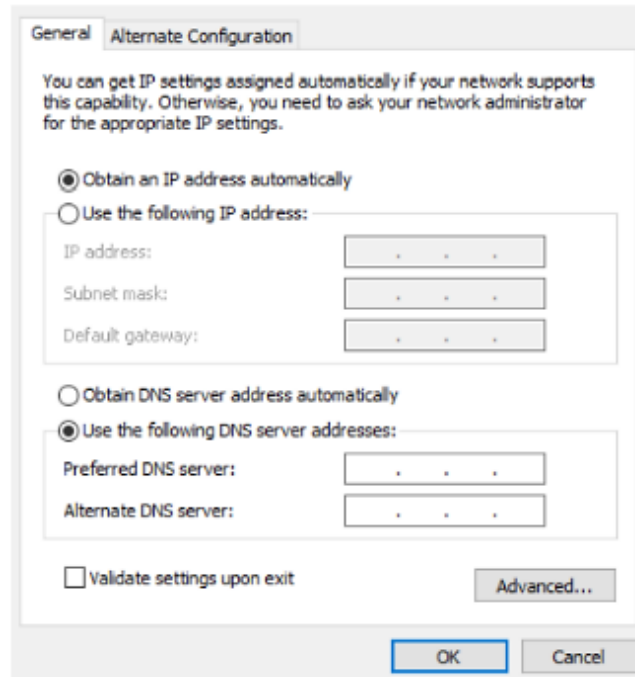 General
Alternate Configuration
You can get IP settings assigned automatically if your network supports
this capability. Otherwise, you need to ask your network administrator
for the appropriate IP settings.
Obtain an IP address automatically
Use the following IP address:
IP address:
Subnet mask:
Default gateway:
Obtain DNS server address automatically
Use the following DNS server addresses:
Preferred DNS server:
Alternate DNS server:
Validate settings upon exit
Advanced...
OK
Cancel